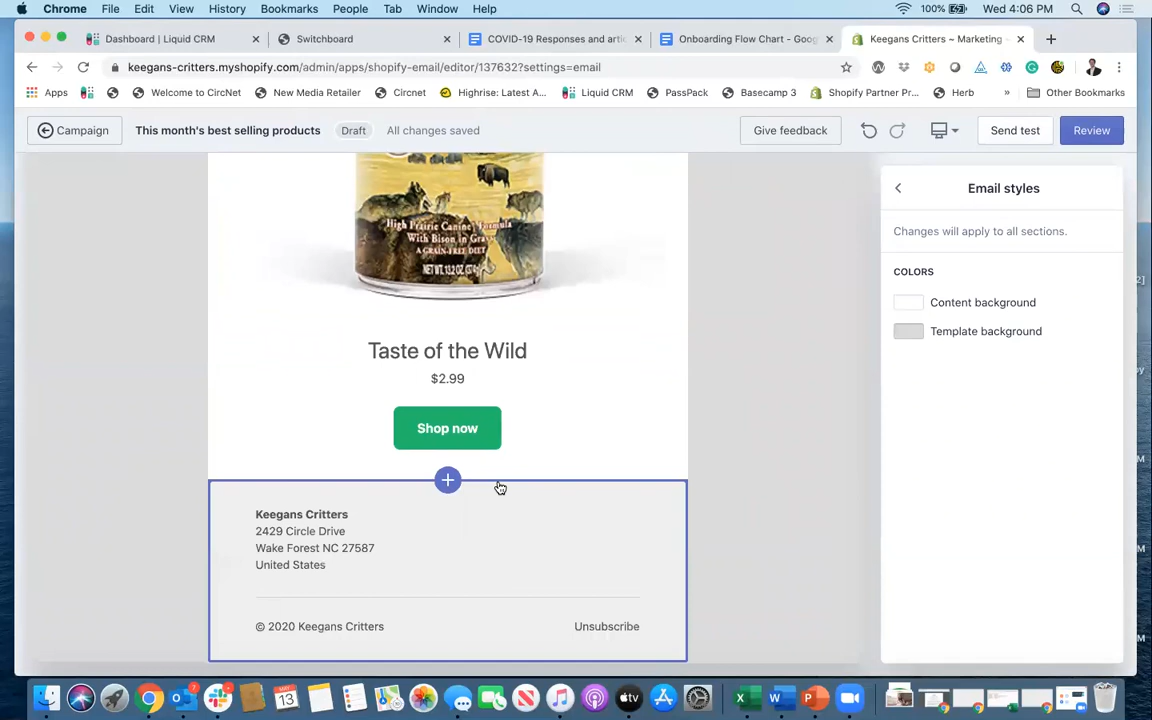 Chrome File Edit View History Bookmarks People Tab Window Help 100% Wed 4:06 PM
Dashboard | Liquid CRM Switchboard COVID-19 Responses and artic Onboarding Flow Chart - Goog Keegans Critters ~ Marketing
keegans-critters.myshopify.com/admin/apps/shopify-email/editor/137632?settings=email
Apps Welcome to CircNet New Media Retailer Circnet Highrise: Latest A... Liquid CRM PassPack Basecamp 3 Shopify Partner Pr... Herb » Other Bookmarks
Campaign This month's best selling products Draft All changes saved Give feedback Send test Review
Email styles
Changes will apply to all sections.
COLORS
Content background
Template background
High Prairie Canine Formula
With Bison in Gravy
A GRAIN-FREE DIET
Taste of the Wild
$2.99
Shop now
Keegans Critters
2429 Circle Drive
Wake Forest NC 27587
United States
© 2020 Keegans Critters Unsubscribe